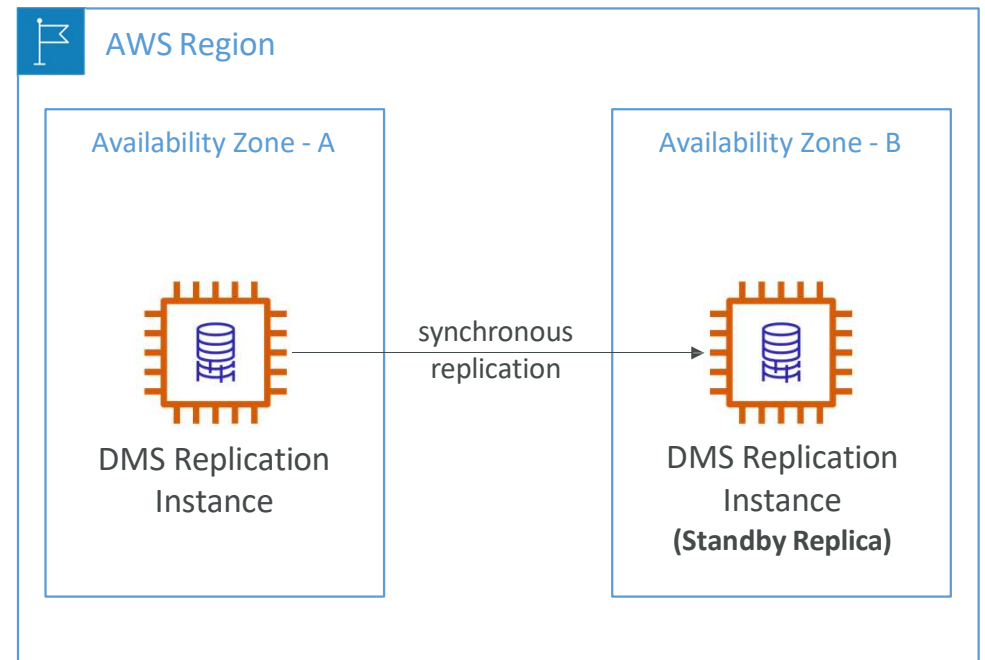 AWS Region
Availability Zone - A
Availability Zone - B
synchronous
replication
DMS Replication
Instance
DMS Replication
Instance
(Standby Replica)